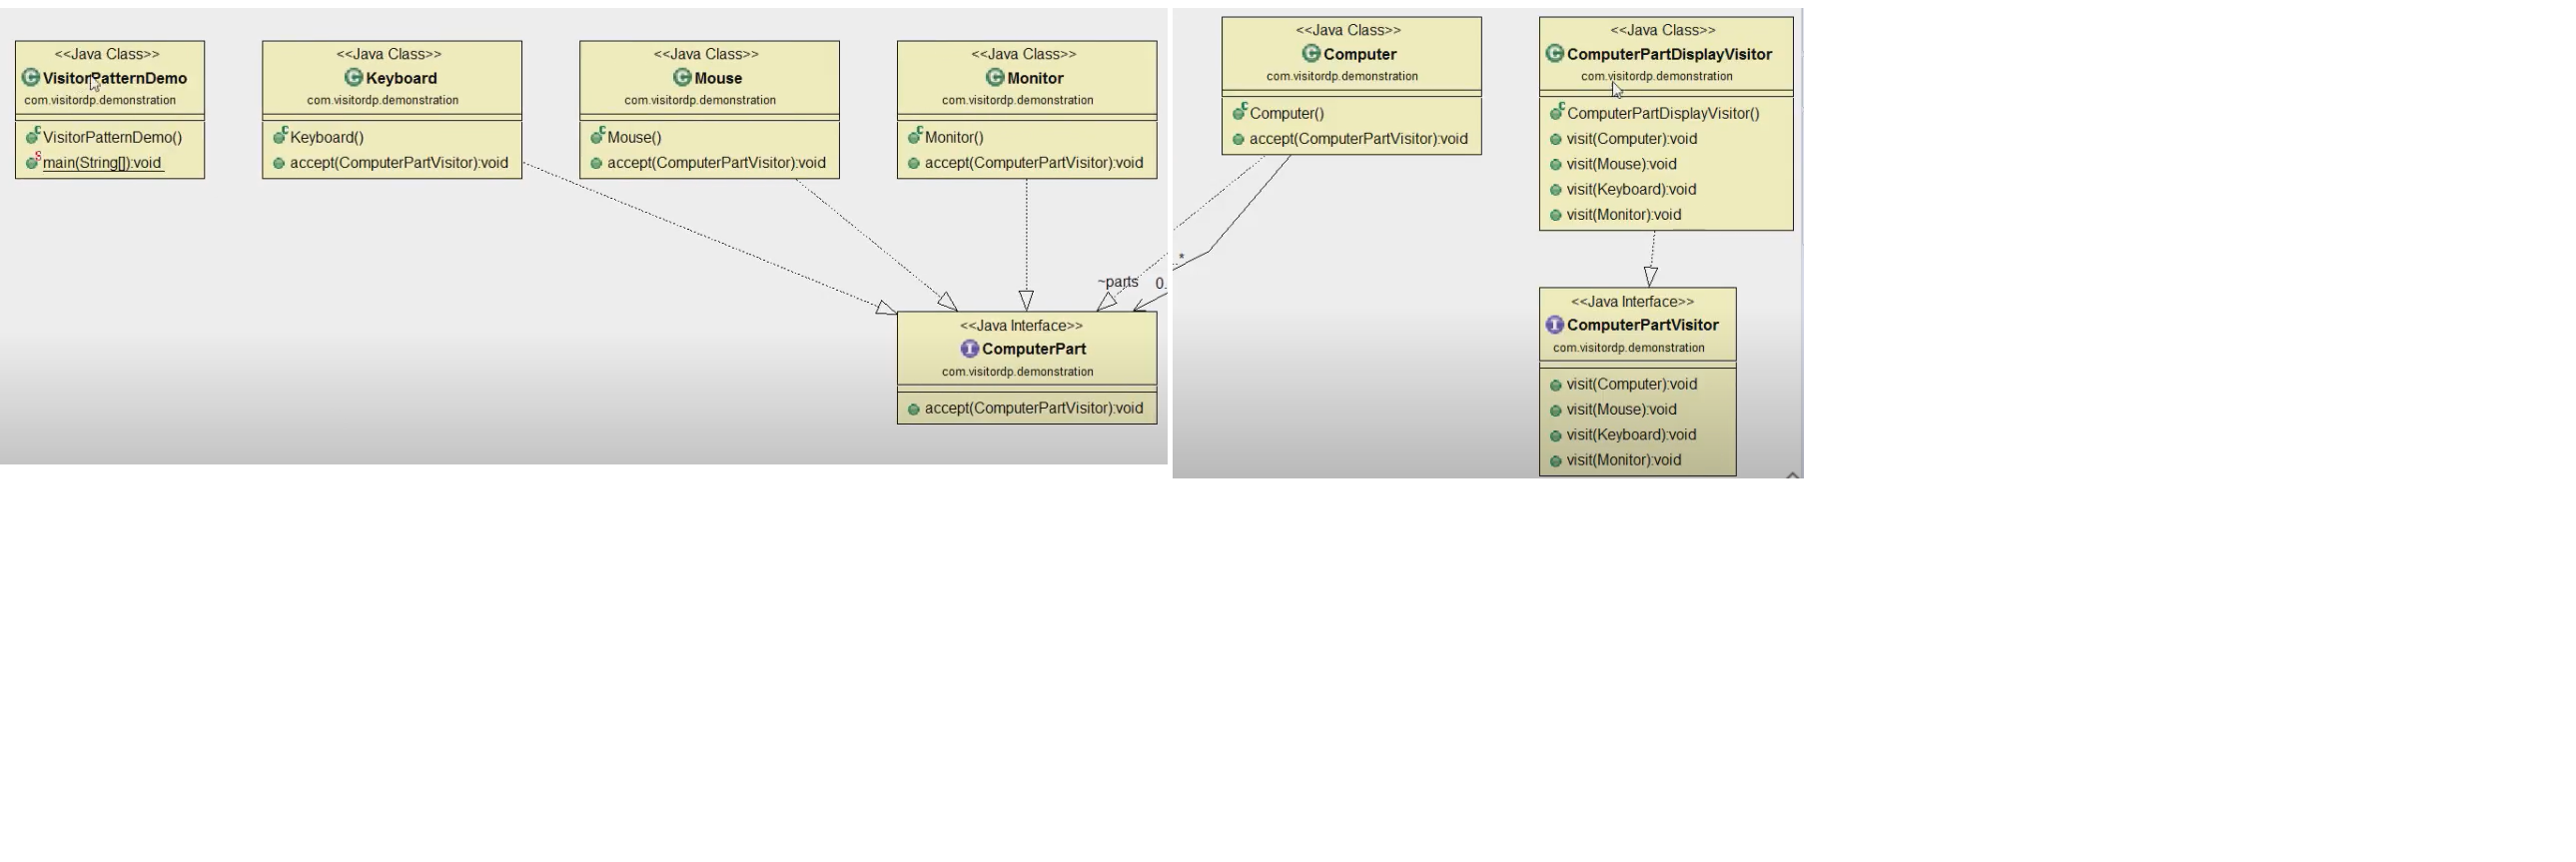 <<Java Class>>
VisitorPatternDemo
com.visitordp.demonstration
VisitorPatternDemo()
main(String[]):void
<<Java Class>>
Keyboard
com.visitordp.demonstration
Keyboard()
accept(ComputerPartVisitor):void
<<Java Class>>
Mouse
com.visitordp.demonstration
Mouse()
accept(ComputerPartVisitor):void
<<Java Class>>
Monitor
com.visitordp.demonstration
Monitor()
accept(ComputerPartVisitor):void
<<Java Class>>
Computer
com.visitordp.demonstration
Computer()
accept(ComputerPartVisitor):void
<<Java Class>>
ComputerPartDisplayVisitor
com.visitordp.demonstration
ComputerPartDisplayVisitor()
visit(Computer):void
visit(Mouse):void
visit(Keyboard):void
visit(Monitor):void
~parts 0..*
<<Java Interface>>
ComputerPart
com.visitordp.demonstration
accept(ComputerPartVisitor):void
<<Java Interface>>
ComputerPartVisitor
com.visitordp.demonstration
visit(Computer):void
visit(Mouse):void
visit(Keyboard):void
visit(Monitor):void